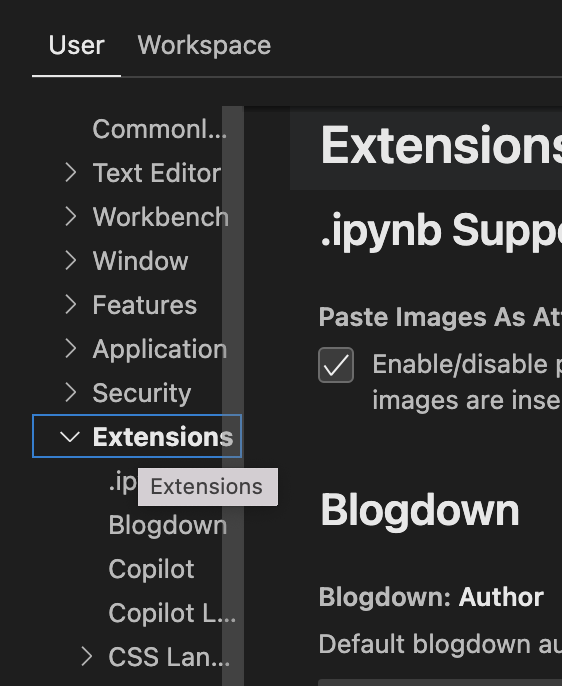 User Workspace
Commonl...
Text Editor
Workbench
Window
Features
Application
Security
Extensions
.ip
Extensions
Blogdown
Copilot
Copilot L...
CSS Lan...
Extensions
.ipynb Supp
Paste Images As At
Enable/disable p
images are inse
Blogdown
Blogdown: Author
Default blogdown au